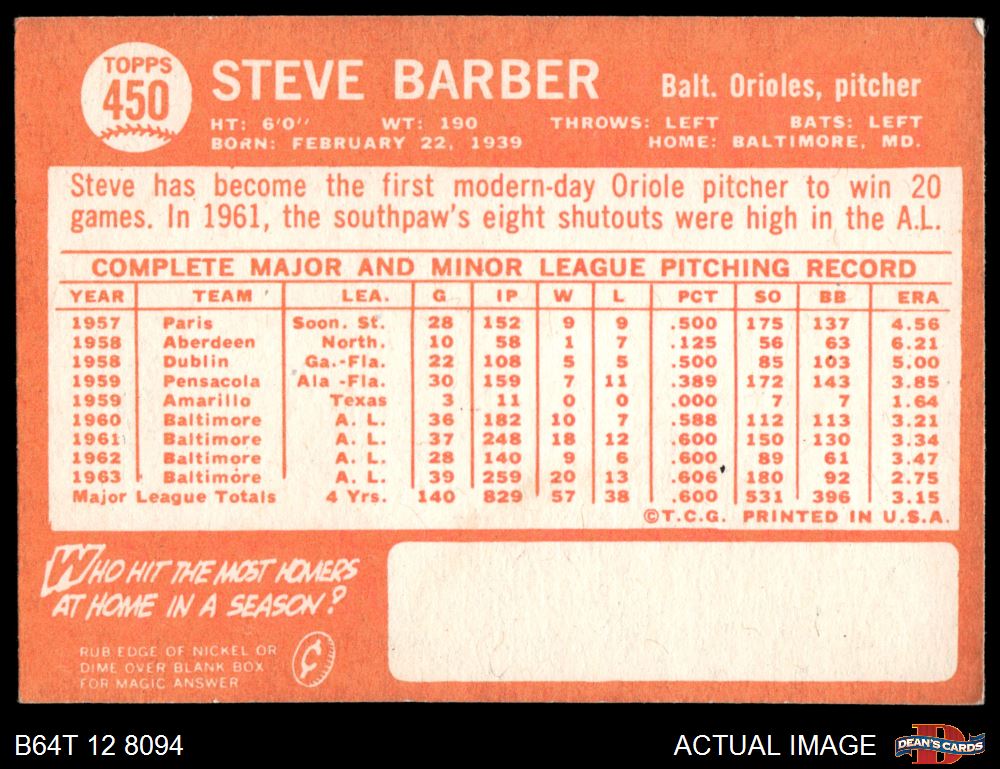 TOPPS
450
STEVE BARBER
Balt. Orioles, pitcher
HT: 6'0" WT: 190 THROWS: LEFT BATS: LEFT
BORN: FEBRUARY 22, 1939 HOME: BALTIMORE, MD.
Steve has become the first modern-day Oriole pitcher to win 20
games. In 1961, the southpaw's eight shutouts were high in the A.L.
COMPLETE MAJOR AND MINOR LEAGUE PITCHING RECORD
YEAR TEAM LEA. G IP W L PCT SO BB ERA
1957 Paris Soon. St. 28 152 9 9 .500 175 137 4.56
1958 Aberdeen North. 10 58 1 7 .125 56 63 6.21
1958 Dublin Ga.-Fla. 22 108 5 5 .500 85 103 5.00
1959 Pensacola Ala -Fla. 30 159 7 11 .389 172 143 3.85
1959 Amarillo Texas 3 11 0 0 .000 7 7 1.64
1960 Baltimore A. L. 36 182 10 7 .588 112 113 3.21
1961 Baltimore A. L. 37 248 18 12 .600 150 130 3.34
1962 Baltimore A. L. 28 140 9 6 .600 89 61 3.47
1963 Baltimore A. L. 39 259 20 13 .606 180 92 2.75
Major League Totals 4 Yrs. 140 829 57 38 .600 531 396 3.15
©T.C.G. PRINTED IN U.S.A.
WHO HIT THE MOST HOMERS
AT HOME IN A SEASON?
RUB EDGE OF NICKEL OR
DIME OVER BLANK BOX
FOR MAGIC ANSWER
¢
B64T 12 8094
ACTUAL IMAGE
D
DEAN'S CARDS